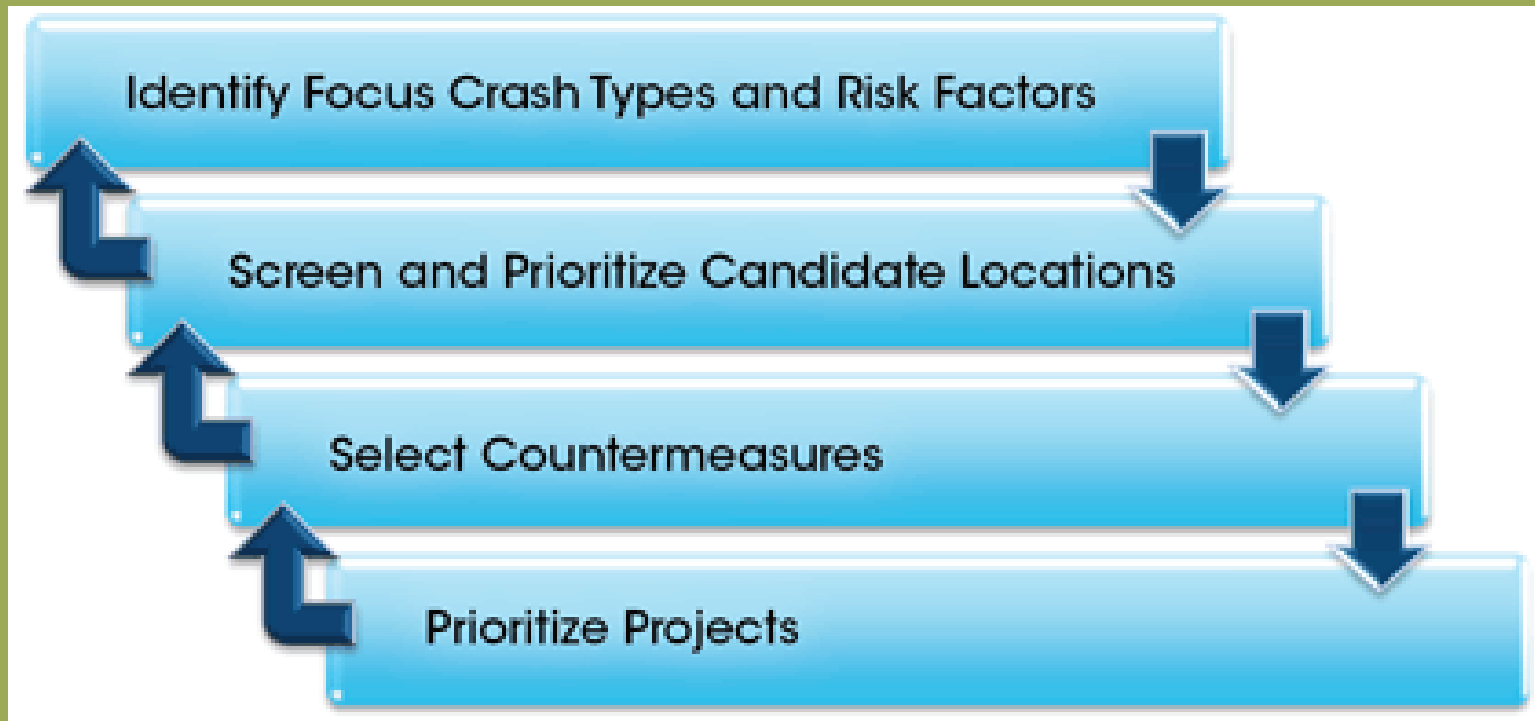 Identify Focus Crash Types and Risk Factors
Screen and Prioritize Candidate Locations
Select Countermeasures
Prioritize Projects